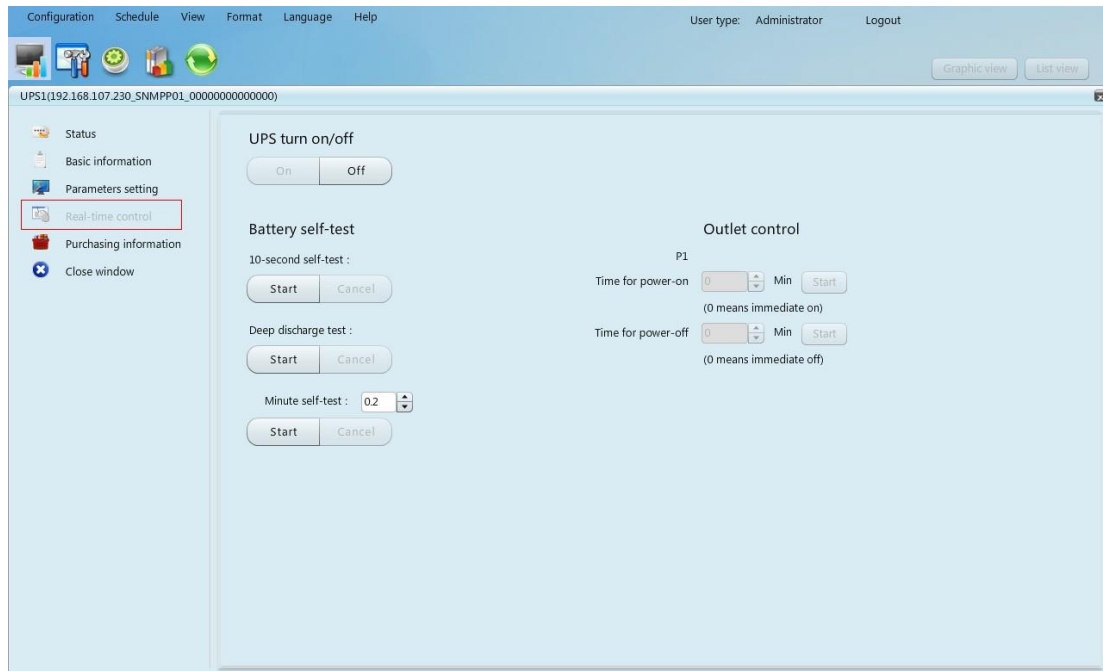 Configuration Schedule View Format Language Help User type: Administrator Logout
Graphic view List view
UPS1(192.168.107.230_SNMPP01_00000000000000)
Status
Basic information
Parameters setting
Real-time control
Purchasing information
Close window
UPS turn on/off
On Off
Battery self-test
10-second self-test :
Start Cancel
Deep discharge test :
Start Cancel
Minute self-test : 0.2
Start Cancel
Outlet control
P1
Time for power-on 0 Min Start
(0 means immediate on)
Time for power-off 0 Min Start
(0 means immediate off)